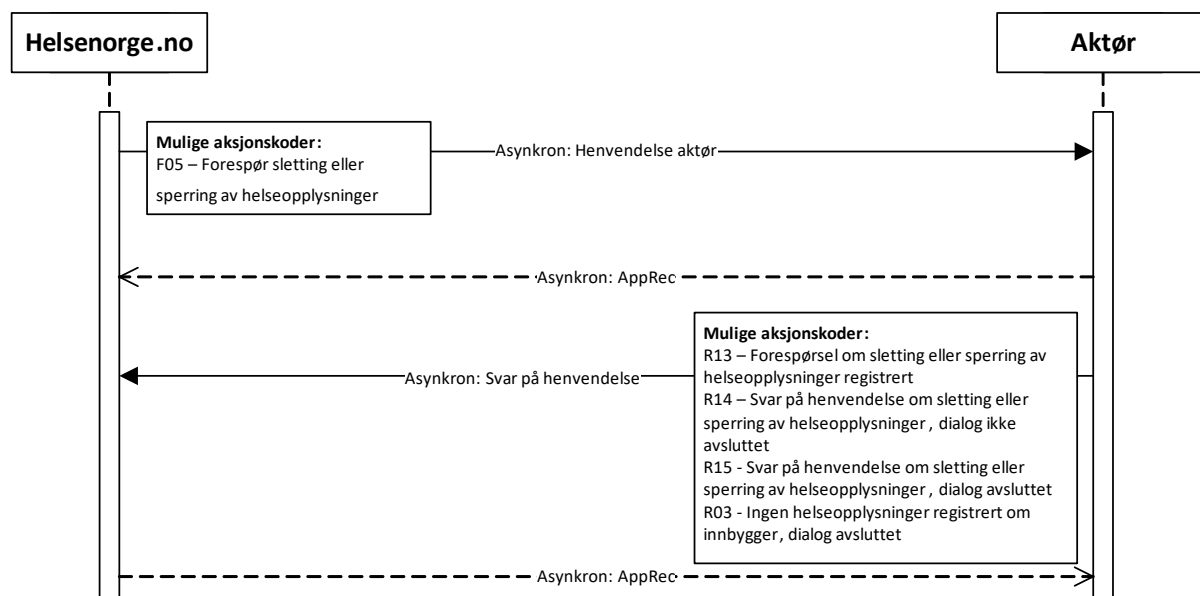 Helsenorge.no
Aktør
Mulige aksjonskoder:
F05 – Forespør sletting eller
sperring av helseopplysninger
Asynkron: Henvendelse aktør
Asynkron: AppRec
Mulige aksjonskoder:
R13 – Forespørsel om sletting eller sperring av
helseopplysninger registrert
R14 – Svar på henvendelse om sletting eller
sperring av helseopplysninger , dialog ikke
avsluttet
R15 - Svar på henvendelse om sletting eller
sperring av helseopplysninger , dialog avsluttet
R03 - Ingen helseopplysninger registrert om
innbygger , dialog avsluttet
Asynkron: Svar på henvendelse
Asynkron: AppRec